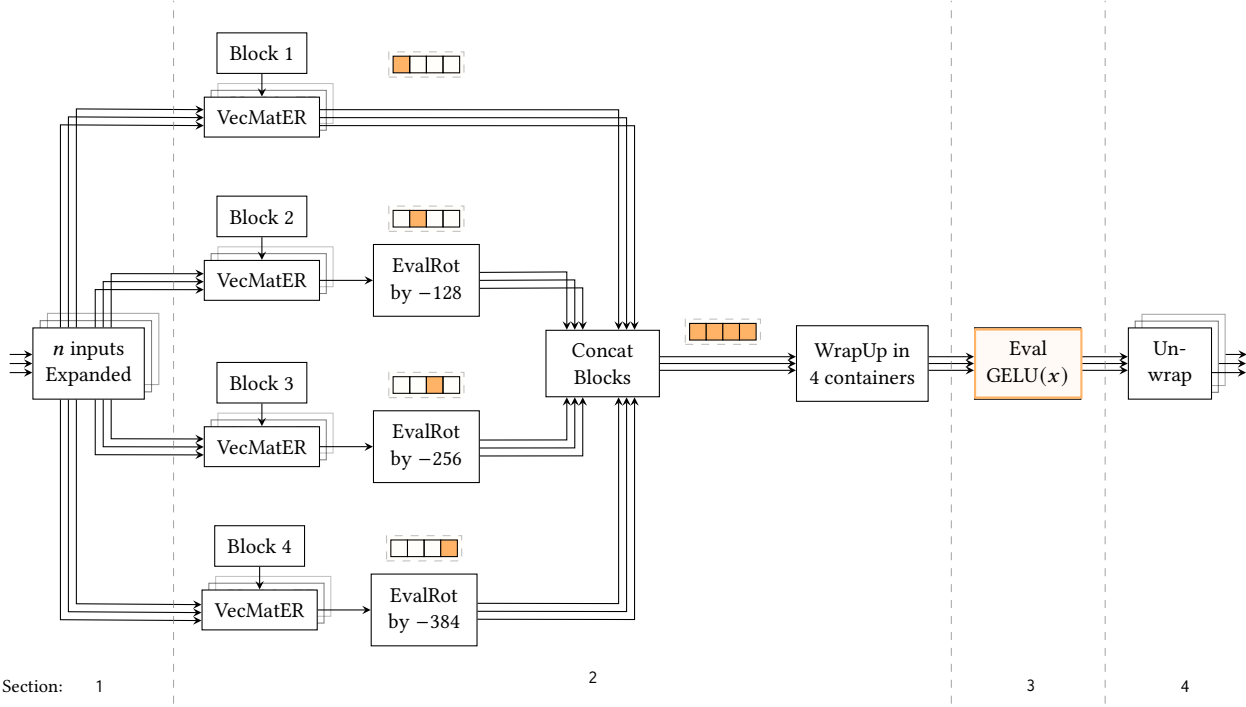 Block 1
VecMatER
Block 2
VecMatER
EvalRot
by −128
n inputs
Expanded
Concat
Blocks
WrapUp in
4 containers
Eval
GELU(x)
Un-
wrap
Block 3
VecMatER
EvalRot
by −256
Block 4
VecMatER
EvalRot
by −384
Section: 1 2 3 4